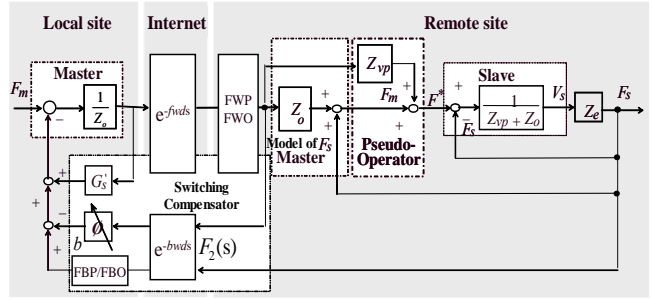 Local site Internet Remote site
Master
F_m
−
1
Z_o
e^-fwds
FWP
FWO
Z_o
Model of
Master
+
+
F_s
Z_vp
F_m
+
+
Pseudo-
Operator
F*
Slave
+
−
F_s
1
Z_vp + Z_o
V_s
Z_e
F_s
+
G_s'
Switching
Compensator
+
−
ϕ
b
e^-bwds
F_2(s)
+
FBP/FBO